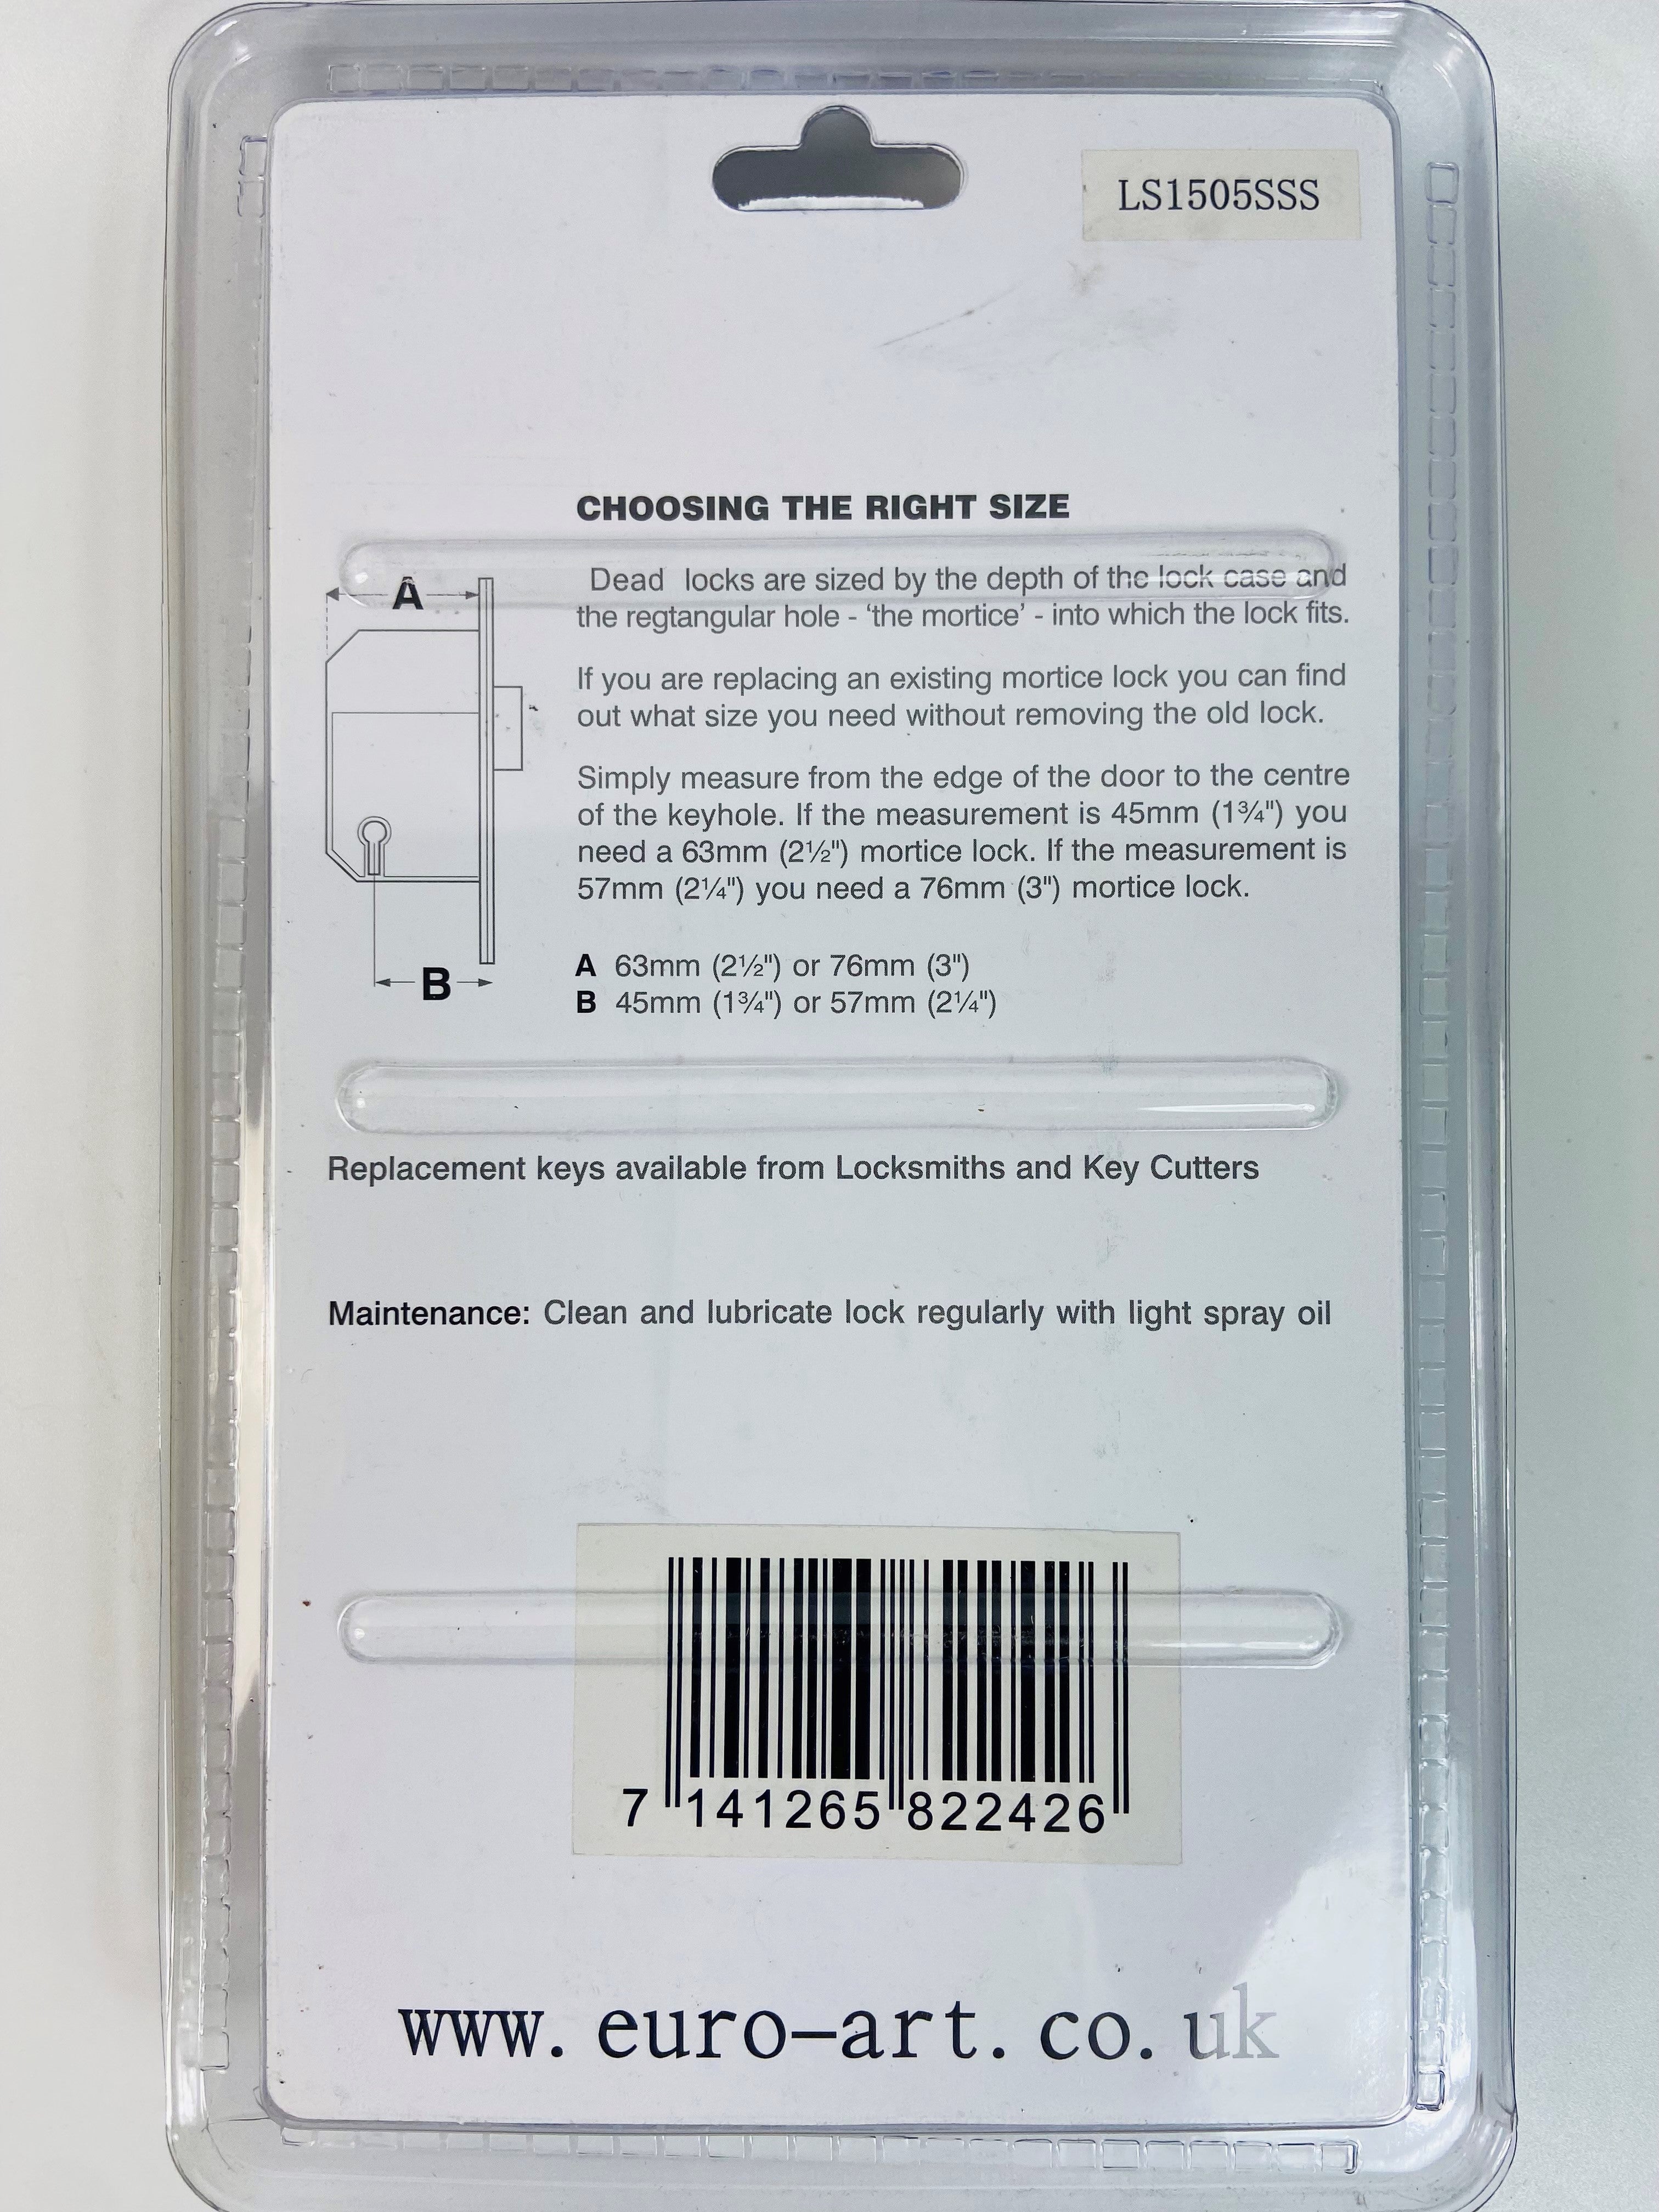 LS1505SSS
CHOOSING THE RIGHT SIZE
Dead locks are sized by the depth of the lock case and
the regtangular hole - ‘the mortice’ - into which the lock fits.
If you are replacing an existing mortice lock you can find
out what size you need without removing the old lock.
Simply measure from the edge of the door to the centre
of the keyhole. If the measurement is 45mm (1¾") you
need a 63mm (2½") mortice lock. If the measurement is
57mm (2¼") you need a 76mm (3") mortice lock.
A 63mm (2½") or 76mm (3")
B 45mm (1¾") or 57mm (2¼")
A
B
Replacement keys available from Locksmiths and Key Cutters
Maintenance: Clean and lubricate lock regularly with light spray oil
7 141265 822426
www.euro-art.co.uk